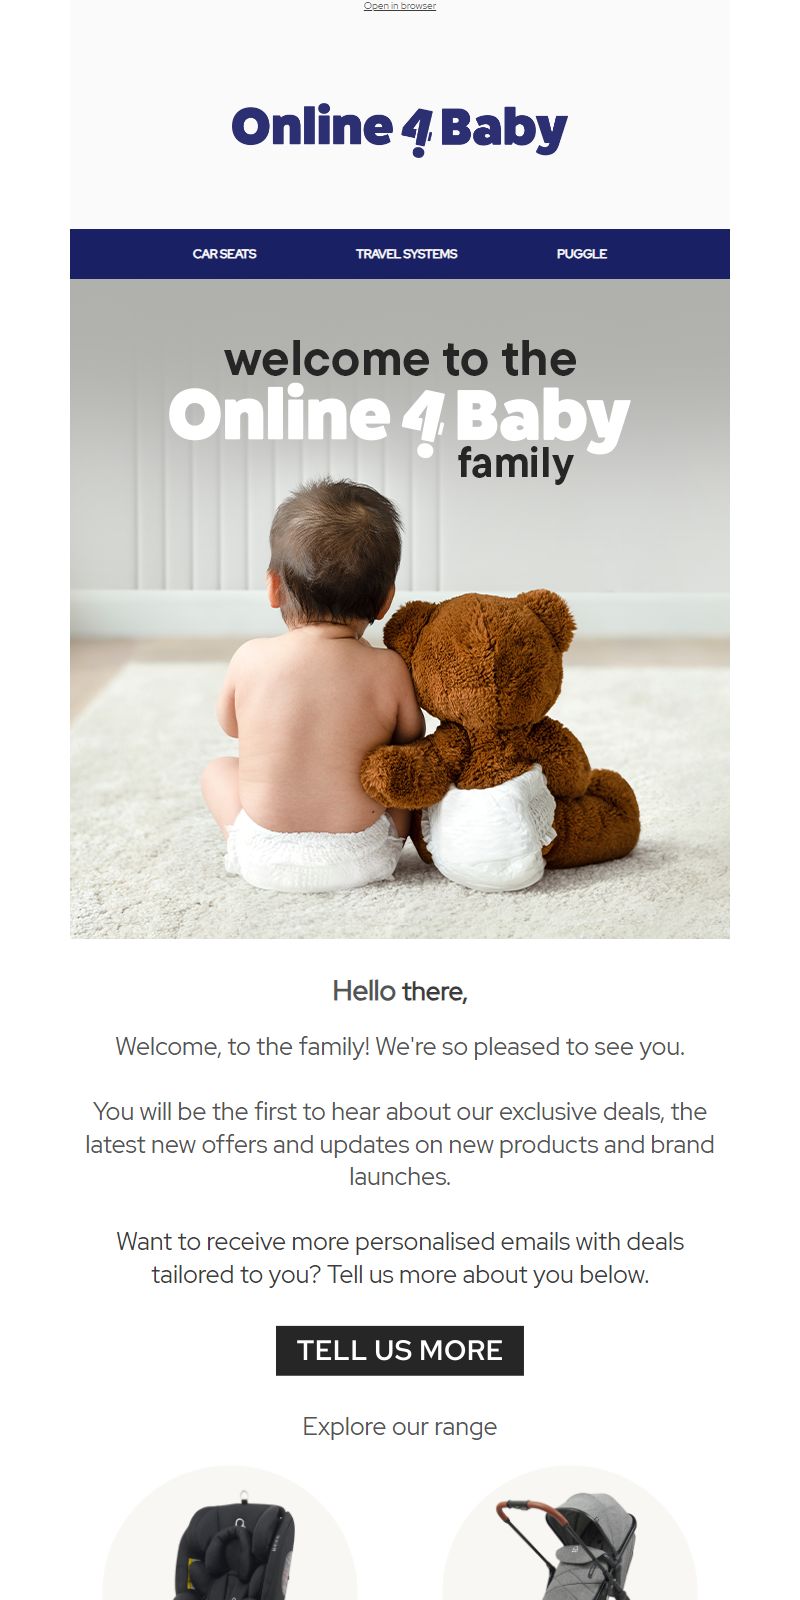 Open in browser
Online 4 Baby
CAR SEATS TRAVEL SYSTEMS PUGGLE
welcome to the
Online 4 Baby
family
Hello there,
Welcome, to the family! We're so pleased to see you.
You will be the first to hear about our exclusive deals, the
latest new offers and updates on new products and brand
launches.
Want to receive more personalised emails with deals
tailored to you? Tell us more about you below.
TELL US MORE
Explore our range